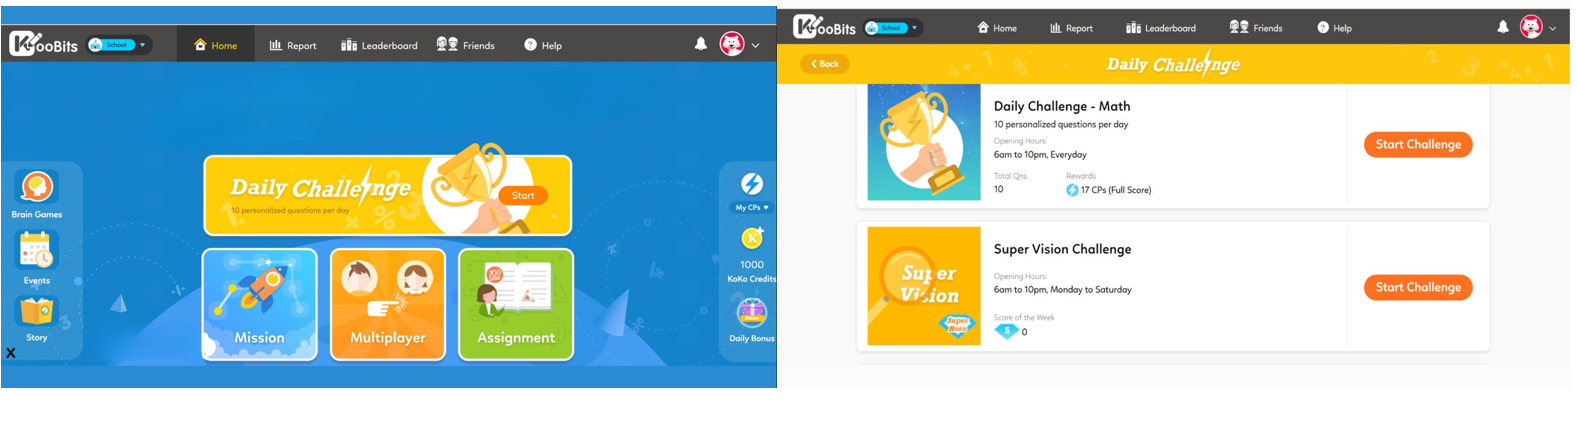 KooBits School Home Report Leaderboard Friends Help
Daily Challenge
10 personalized questions per day
Start
Brain Games
Events
Story
X
My CPs
1000
KoKo Credits
Daily Bonus
Mission
Multiplayer
100
Assignment
KooBits School Home Report Leaderboard Friends Help
Back
Daily Challenge
Daily Challenge - Math
10 personalized questions per day
Opening Hours:
6am to 10pm, Everyday
Total Qns Rewards
10 17 CPs (Full Score)
Start Challenge
Super
Vision
Super
Hero
Super Vision Challenge
Opening Hours:
6am to 10pm, Monday to Saturday
Score of the Week
S 0
Start Challenge